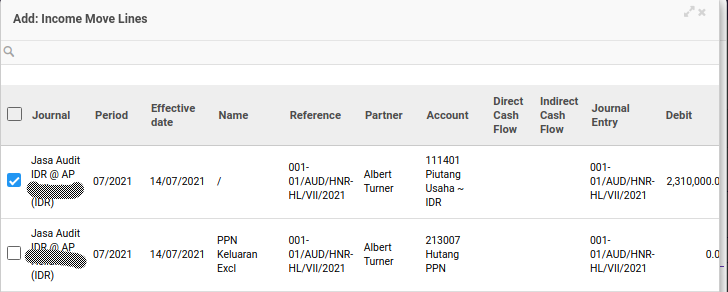 Add: Income Move Lines
Journal Period Effective date Name Reference Partner Account Direct Cash Flow Indirect Cash Flow Journal Entry Debit
Jasa Audit
IDR @ AP
(IDR)
07/2021
14/07/2021
/
001-
01/AUD/HNR-
HL/VII/2021
Albert
Turner
111401
Piutang
Usaha ~
IDR
001-
01/AUD/HNR-
HL/VII/2021
2,310,000.0
Jasa Audit
IDR @ AP
(IDR)
07/2021
14/07/2021
PPN
Keluaran
Excl
001-
01/AUD/HNR-
HL/VII/2021
Albert
Turner
213007
Hutang
PPN
001-
01/AUD/HNR-
HL/VII/2021
0.0